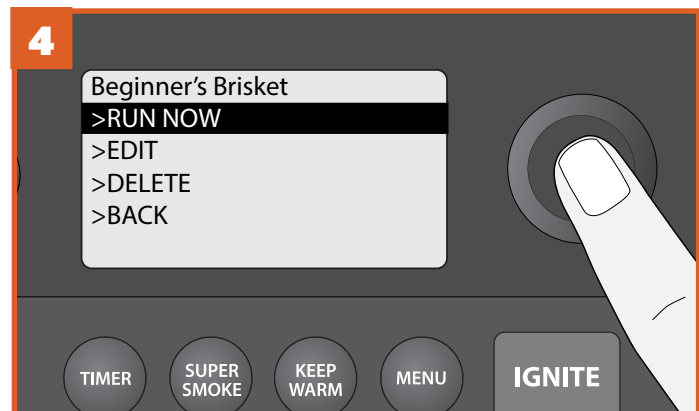 4
Beginner's Brisket
>RUN NOW
>EDIT
>DELETE
>BACK
TIMER
SUPER
SMOKE
KEEP
WARM
MENU
IGNITE